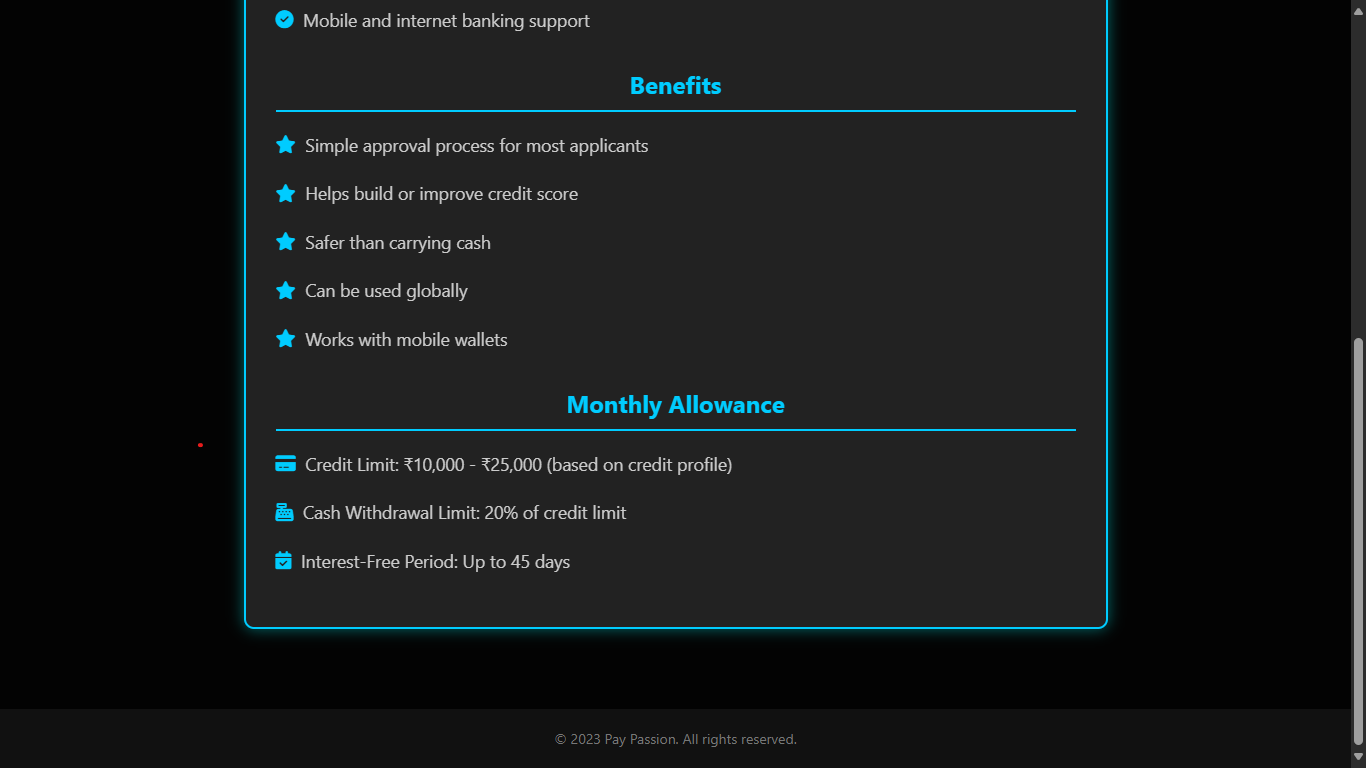 Mobile and internet banking support
Benefits
Simple approval process for most applicants
Helps build or improve credit score
Safer than carrying cash
Can be used globally
Works with mobile wallets
Monthly Allowance
Credit Limit: ₹10,000 - ₹25,000 (based on credit profile)
Cash Withdrawal Limit: 20% of credit limit
Interest-Free Period: Up to 45 days
© 2023 Pay Passion. All rights reserved.